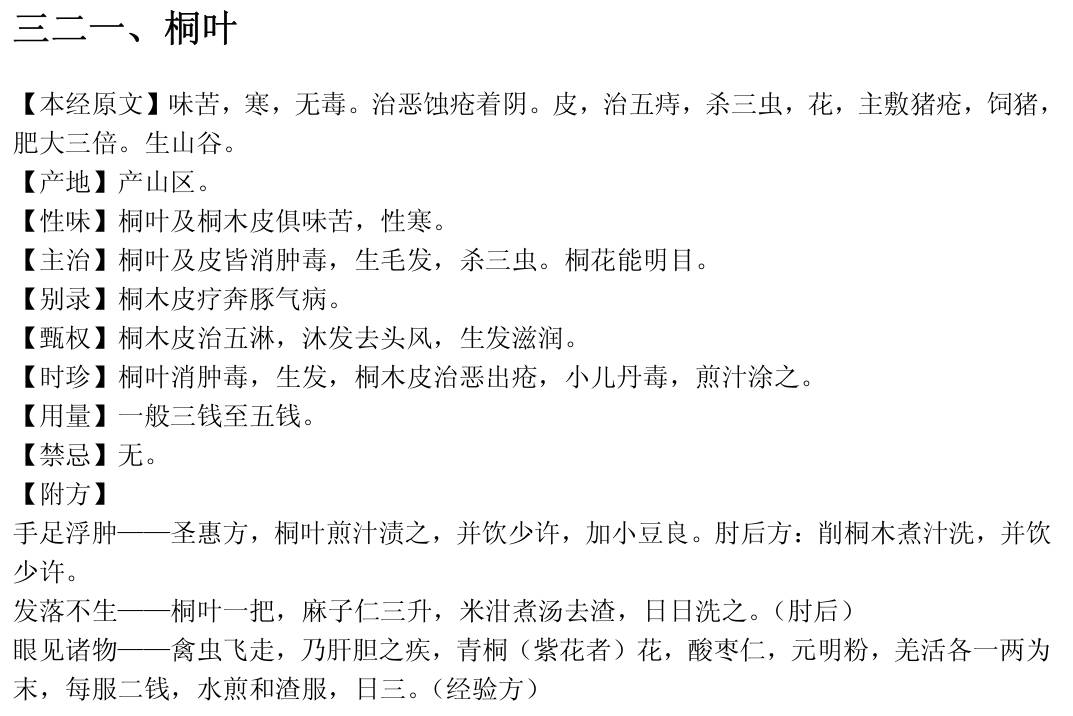 三二一、桐叶
【本经原文】味苦，寒，无毒。治恶蚀疮着阴。皮，治五痔，杀三虫，花，主敷猪疮，饲猪，
肥大三倍。生山谷。
【产地】产山区。
【性味】桐叶及桐木皮俱味苦，性寒。
【主治】桐叶及皮皆消肿毒，生毛发，杀三虫。桐花能明目。
【别录】桐木皮疗奔豚气病。
【甄权】桐木皮治五淋，沐发去头风，生发滋润。
【时珍】桐叶消肿毒，生发，桐木皮治恶出疮，小儿丹毒，煎汁涂之。
【用量】一般三钱至五钱。
【禁忌】无。
【附方】
手足浮肿——圣惠方，桐叶煎汁渍之，并饮少许，加小豆良。肘后方：削桐木煮汁洗，并饮
少许。
发落不生——桐叶一把，麻子仁三升，米泔煮汤去渣，日日洗之。（肘后）
眼见诸物——禽虫飞走，乃肝胆之疾，青桐（紫花者）花，酸枣仁，元明粉，羌活各一两为
末，每服二钱，水煎和渣服，日三。（经验方）